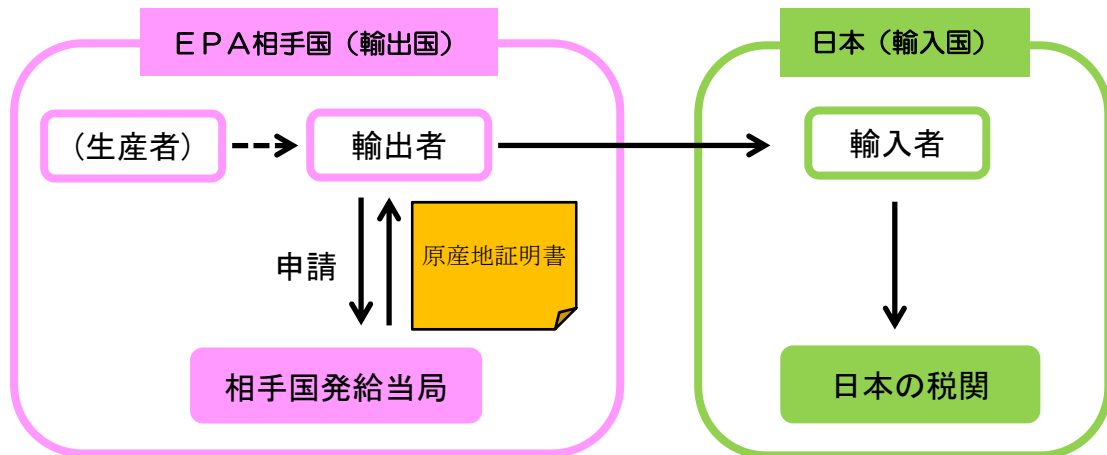 ＥＰＡ相手国（輸出国）
日本（輸入国）
（生産者）
輸出者
輸入者
申請
原産地証明書
相手国発給当局
日本の税関